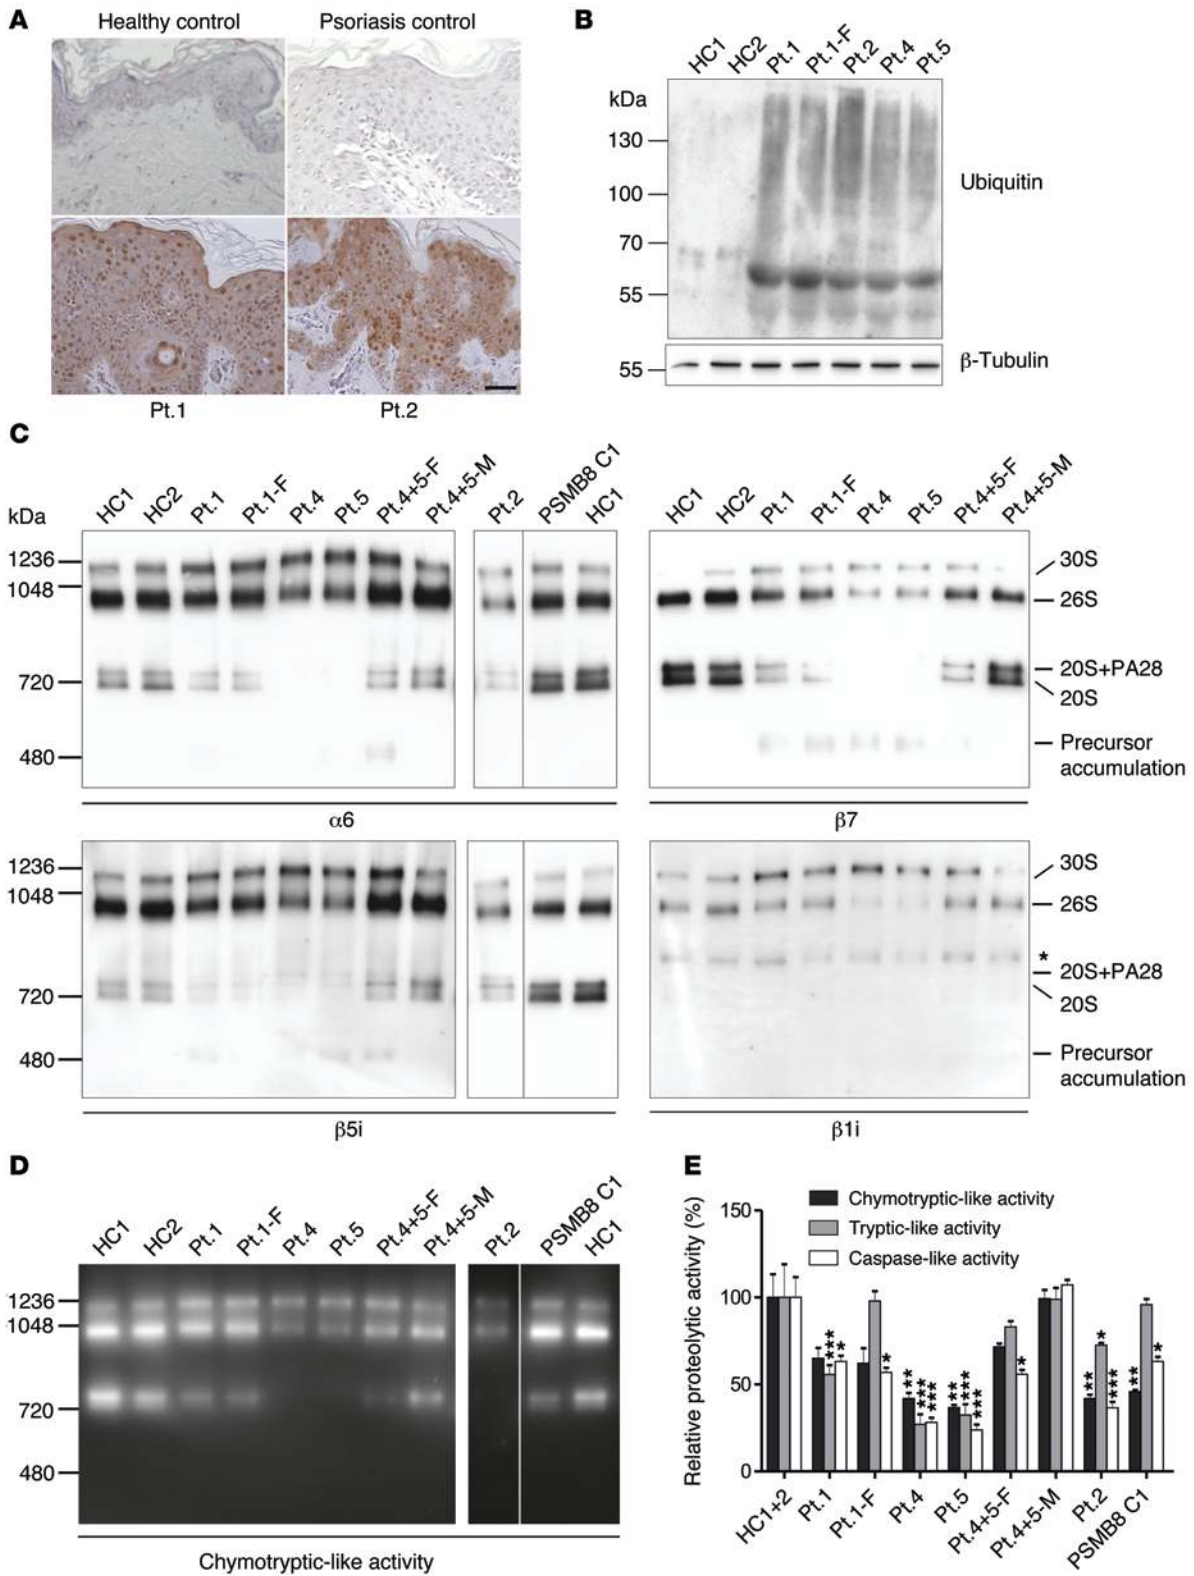 A
Healthy control
Psoriasis control
Pt.1
Pt.2
B
HC1 HC2 Pt.1 Pt.1-F Pt.2 Pt.4 Pt.5
kDa
130
100
70
55
Ubiquitin
55
β-Tubulin
C
HC1 HC2 Pt.1 Pt.1-F Pt.4 Pt.5 Pt.4+5-F Pt.4+5-M Pt.2 PSMB8 C1 HC1
kDa
1236
1048
720
480
α6
HC1 HC2 Pt.1 Pt.1-F Pt.4 Pt.5 Pt.4+5-F Pt.4+5-M
30S
26S
20S+PA28
20S
Precursor
accumulation
β7
1236
1048
720
480
β5i
30S
26S
*
20S+PA28
20S
Precursor
accumulation
β1i
D
HC1 HC2 Pt.1 Pt.1-F Pt.4 Pt.5 Pt.4+5-F Pt.4+5-M Pt.2 PSMB8 C1 HC1
1236
1048
720
480
Chymotryptic-like activity
E
Relative proteolytic activity (%)
150
100
50
0
Chymotryptic-like activity
Tryptic-like activity
Caspase-like activity
*** * * ** *** *** ** *** *** * ** * *** ** *
HC1+2 Pt.1 Pt.1-F Pt.4 Pt.5 Pt.4+5-F Pt.4+5-M Pt.2 PSMB8 C1